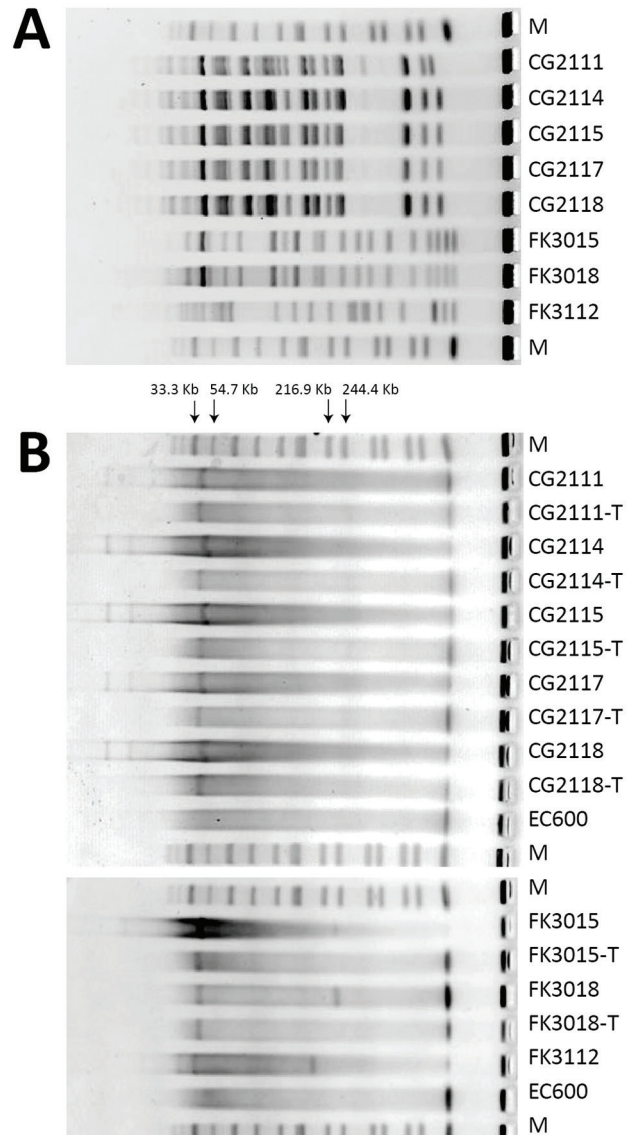 A
M
CG2111
CG2114
CG2115
CG2117
CG2118
FK3015
FK3018
FK3112
M
33.3 Kb 54.7 Kb 216.9 Kb 244.4 Kb
B
M
CG2111
CG2111-T
CG2114
CG2114-T
CG2115
CG2115-T
CG2117
CG2117-T
CG2118
CG2118-T
EC600
M
M
FK3015
FK3015-T
FK3018
FK3018-T
FK3112
EC600
M